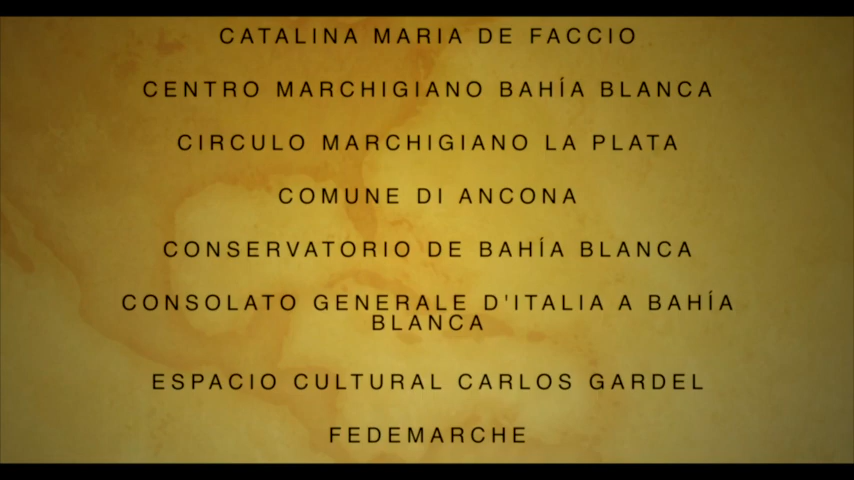 CATALINA MARIA DE FACCIO
CENTRO MARCHIGIANO BAHÍA BLANCA
CIRCULO MARCHIGIANO LA PLATA
COMUNE DI ANCONA
CONSERVATORIO DE BAHÍA BLANCA
CONSOLATO GENERALE D'ITALIA A BAHÍA
BLANCA
ESPACIO CULTURAL CARLOS GARDEL
FEDEMARCHE